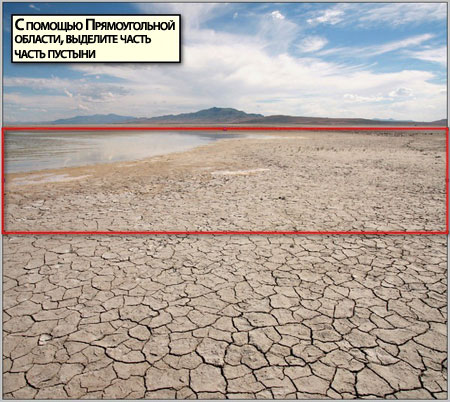 С помощью Прямоугольной
области, выделите часть
часть пустыни